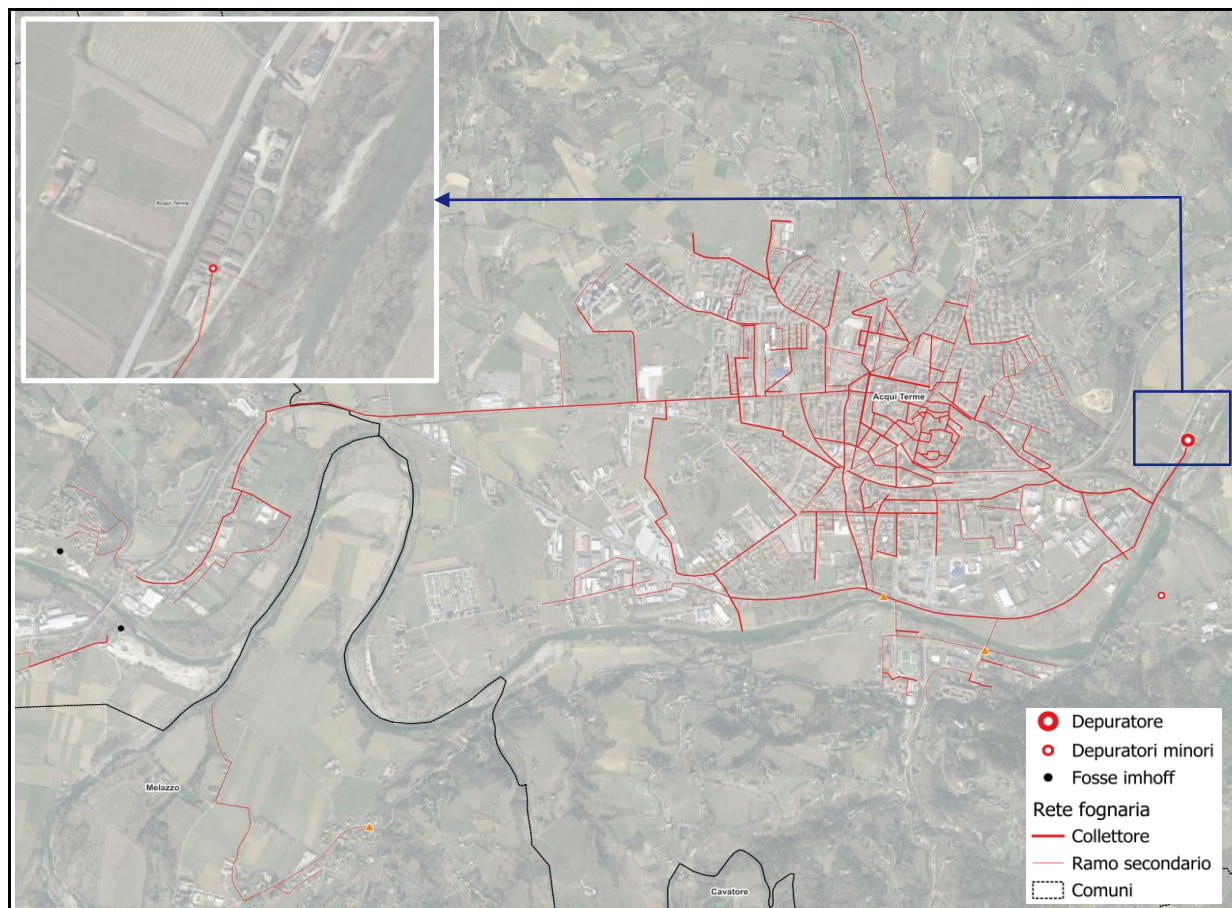 Acqui Terme
Acqui Terme
Melazzo
Cavatore
Depuratore
Depuratori minori
Fosse imhoff
Rete fognaria
Collettore
Ramo secondario
Comuni